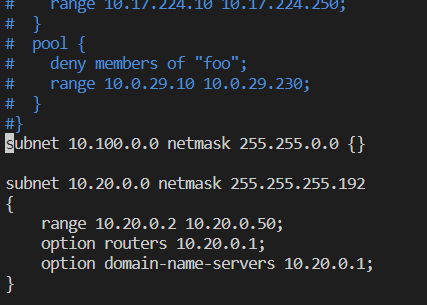 #     range 10.17.224.10 10.17.224.250;
#   }
#   pool {
#     deny members of "foo";
#     range 10.0.29.10 10.0.29.230;
#   }
#}
subnet 10.100.0.0 netmask 255.255.0.0 {}

subnet 10.20.0.0 netmask 255.255.255.192
{
    range 10.20.0.2 10.20.0.50;
    option routers 10.20.0.1;
    option domain-name-servers 10.20.0.1;
}